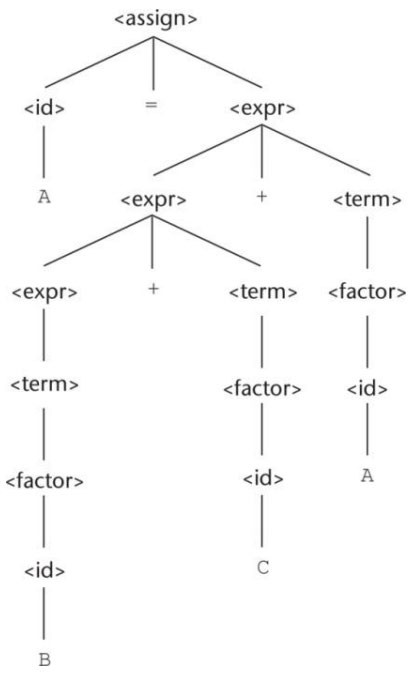 <assign>
<id> = <expr>
A <expr> + <term>
<expr> + <term> <factor>
<term> <factor> <id>
<factor> <id> A
<id> C
B